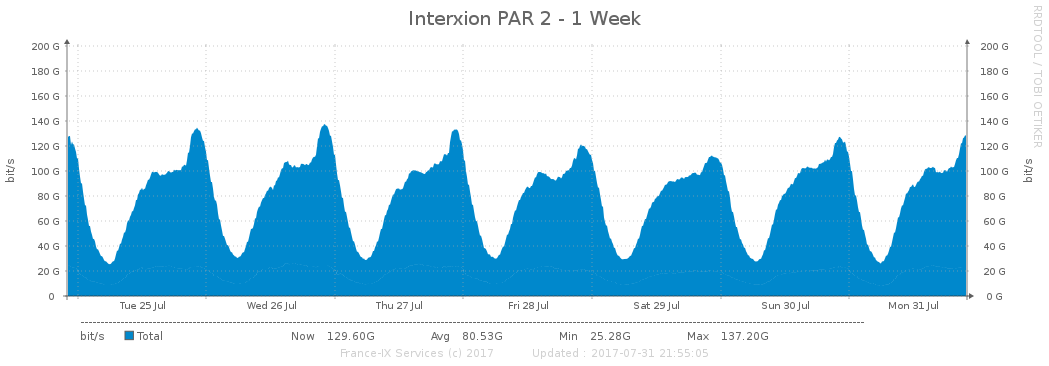 Interxion PAR 2 - 1 Week
RRDTOOL / TOBI OETIKER
200 G 200 G
180 G 180 G
160 G 160 G
140 G 140 G
120 G 120 G
100 G 100 G
80 G 80 G
60 G 60 G
40 G 40 G
20 G 20 G
0 0 G
bit/s
bit/s
Tue 25 Jul Wed 26 Jul Thu 27 Jul Fri 28 Jul Sat 29 Jul Sun 30 Jul Mon 31 Jul
bit/s Total Now 129.60G Avg 80.53G Min 25.28G Max 137.20G
France-IX Services (c) 2017 Updated : 2017-07-31 21:55:05